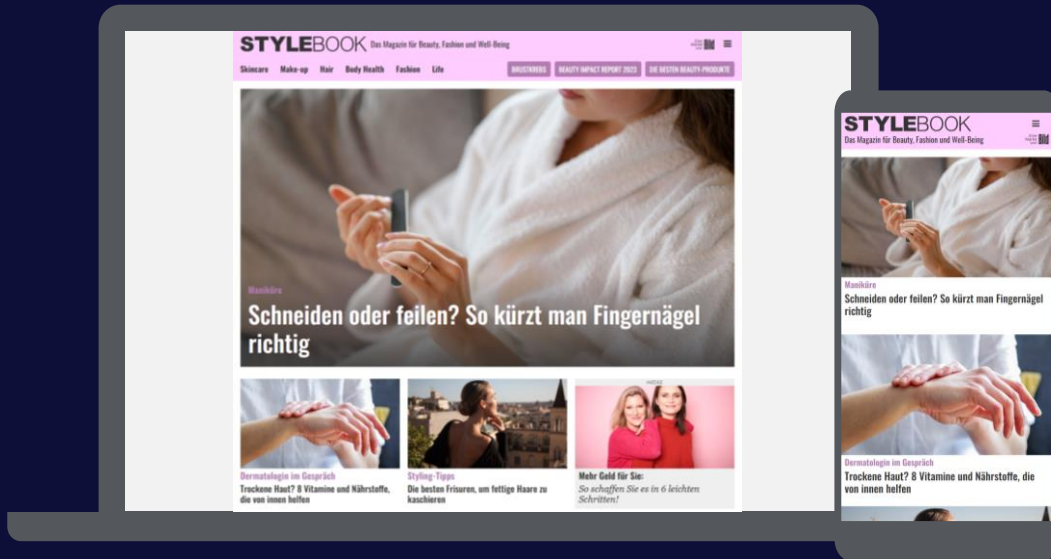 STYLEBOOK Das Magazin für Beauty, Fashion und Well-Being
Bild
Skincare Make-up Hair Body Health Fashion Life BRUSTKREBS BEAUTY IMPACT REPORT 2023 DIE BESTEN BEAUTY-PRODUKTE
Maniküre
Schneiden oder feilen? So kürzt man Fingernägel
richtig
Dermatologin im Gespräch
Trockene Haut? 8 Vitamine und Nährstoffe,
die von innen helfen
Styling-Tipps
Die besten Frisuren, um fettige Haare zu
kaschieren
ANZEIGE
Mehr Geld für Sie:
So schaffen Sie es in 6 leichten
Schritten!
STYLEBOOK
Das Magazin für Beauty, Fashion und Well-Being
Bild
Maniküre
Schneiden oder feilen? So kürzt man Fingernägel
richtig
Dermatologin im Gespräch
Trockene Haut? 8 Vitamine und Nährstoffe, die
von innen helfen